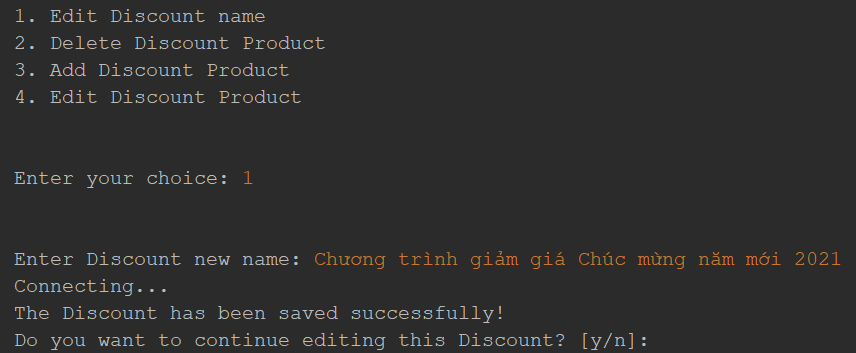 1. Edit Discount name
2. Delete Discount Product
3. Add Discount Product
4. Edit Discount Product
Enter your choice: 1
Enter Discount new name: Chương trình giảm giá Chúc mừng năm mới 2021
Connecting...
The Discount has been saved successfully!
Do you want to continue editing this Discount? [y/n]: